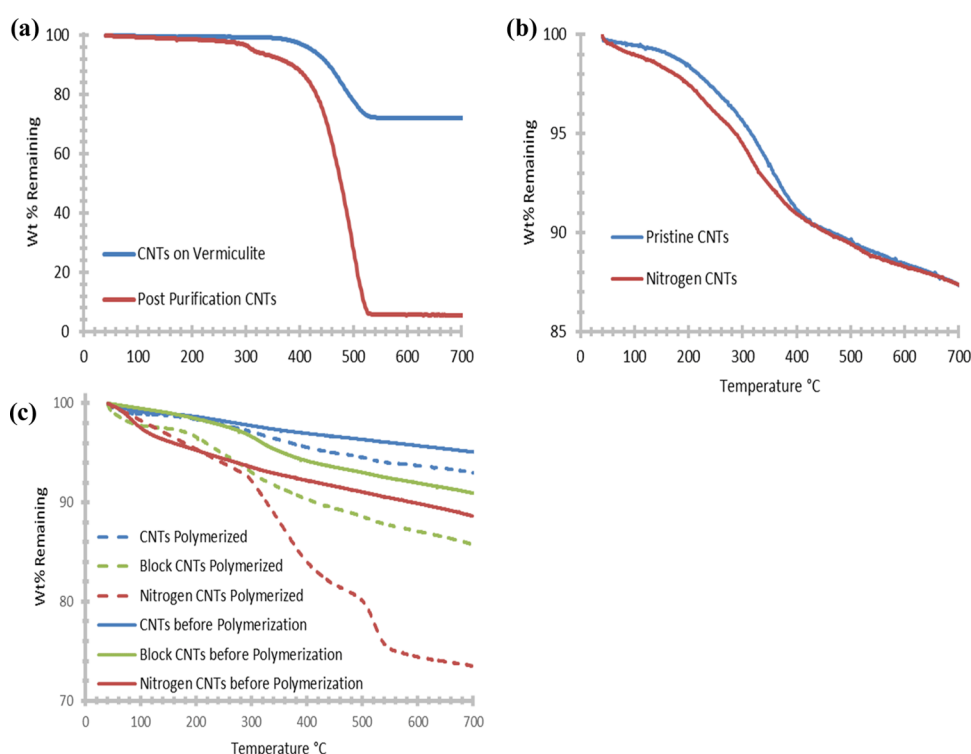 (a)
100
80
60
40
20
0
Wt % Remaining
CNTs on Vermiculite
Post Purification CNTs
0 100 200 300 400 500 600 700
(b)
100
95
90
85
Wt% Remaining
Pristine CNTs
Nitrogen CNTs
0 100 200 300 400 500 600 700
Temperature °C
(c)
100
90
80
70
Wt% Remaining
CNTs Polymerized
Block CNTs Polymerized
Nitrogen CNTs Polymerized
CNTs before Polymerization
Block CNTs before Polymerization
Nitrogen CNTs before Polymerization
0 100 200 300 400 500 600 700
Temperature °C